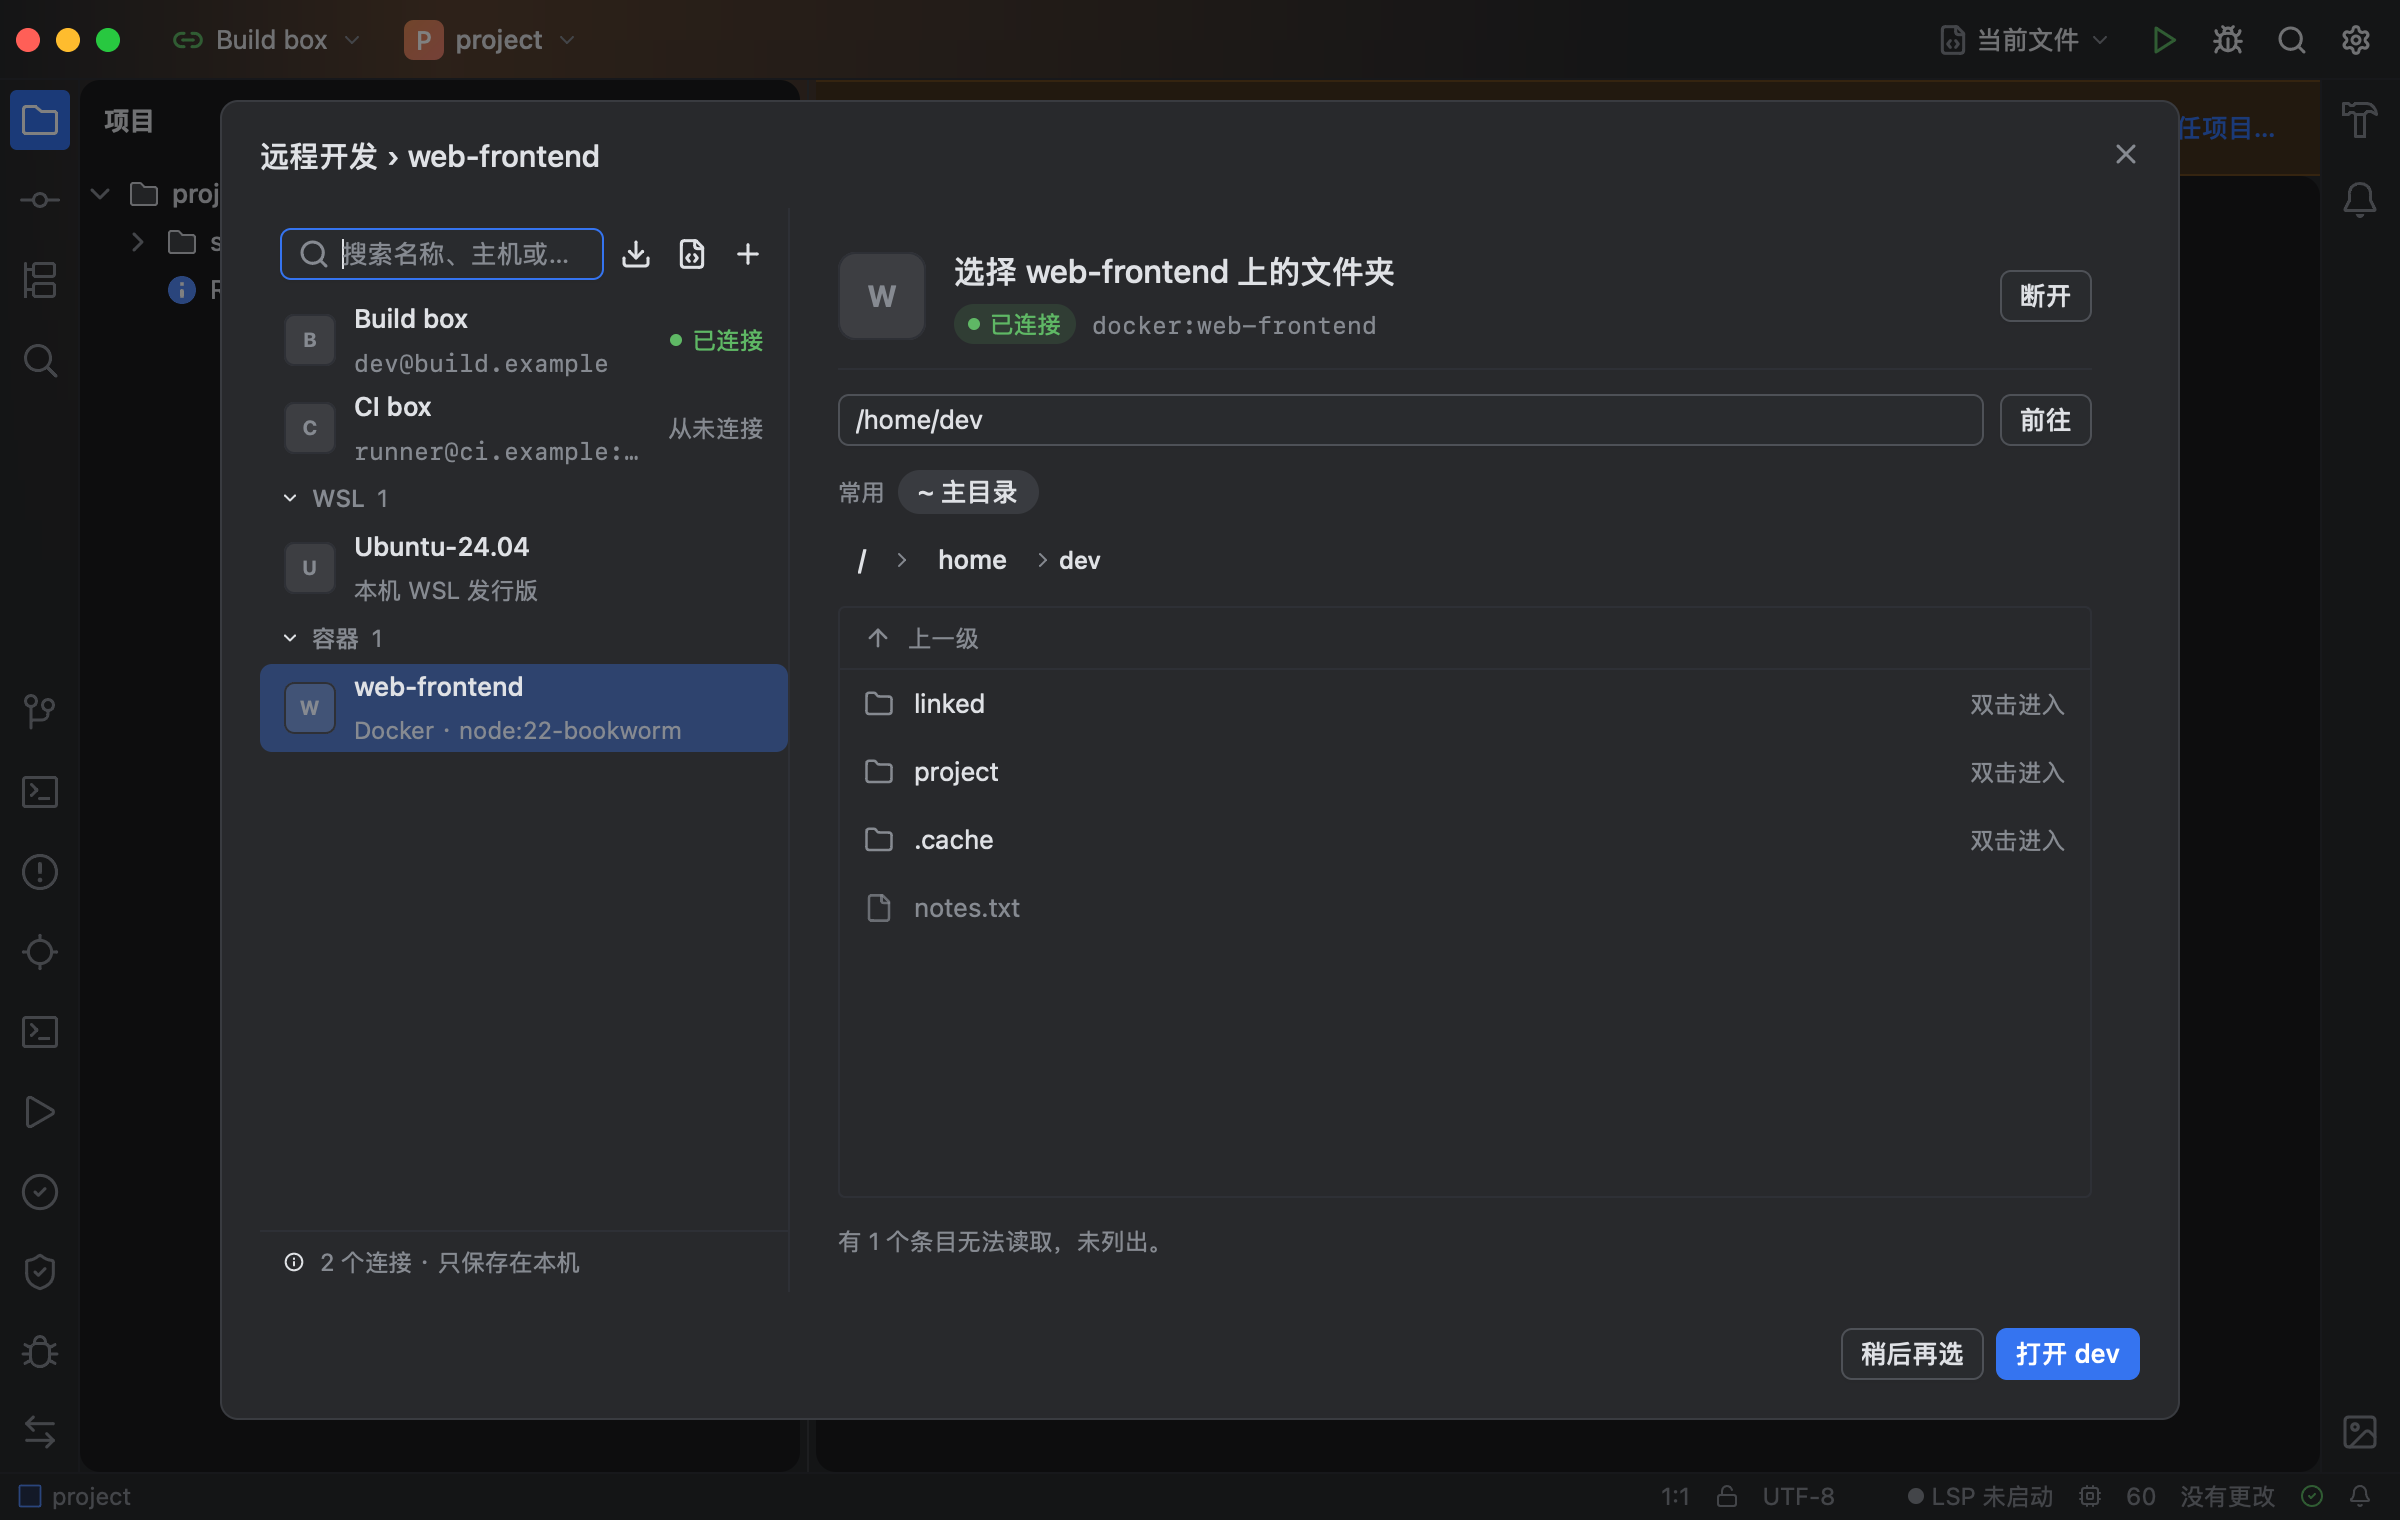 Build box
P project
当前文件
项目
任项目...
proj
s
R
远程开发 › web-frontend
搜索名称、主机或...
B
Build box
dev@build.example
已连接
C
CI box
runner@ci.example:...
从未连接
WSL 1
U
Ubuntu-24.04
本机 WSL 发行版
容器 1
W
web-frontend
Docker · node:22-bookworm
2 个连接 · 只保存在本机
W
选择 web-frontend 上的文件夹
已连接 docker:web-frontend
断开
/home/dev
前往
常用 ~ 主目录
/ > home > dev
上一级
linked 双击进入
project 双击进入
.cache 双击进入
notes.txt
有 1 个条目无法读取，未列出。
稍后再选
打开 dev
project
1:1
UTF-8
LSP 未启动
60
没有更改